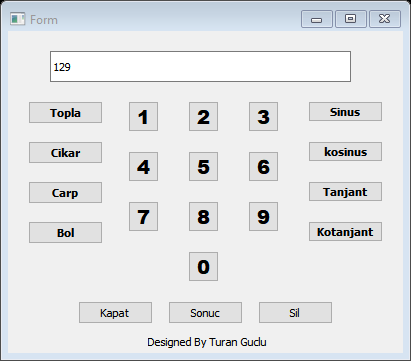 Form
129
Topla 1 2 3 Sinus
Cikar 4 5 6 kosinus
Carp 7 8 9 Tanjant
Bol 0 Kotanjant
Kapat Sonuc Sil
Designed By Turan Guclu